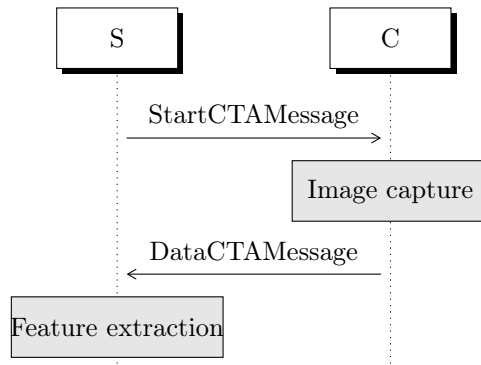 S
C
StartCTAMessage
Image capture
DataCTAMessage
Feature extraction